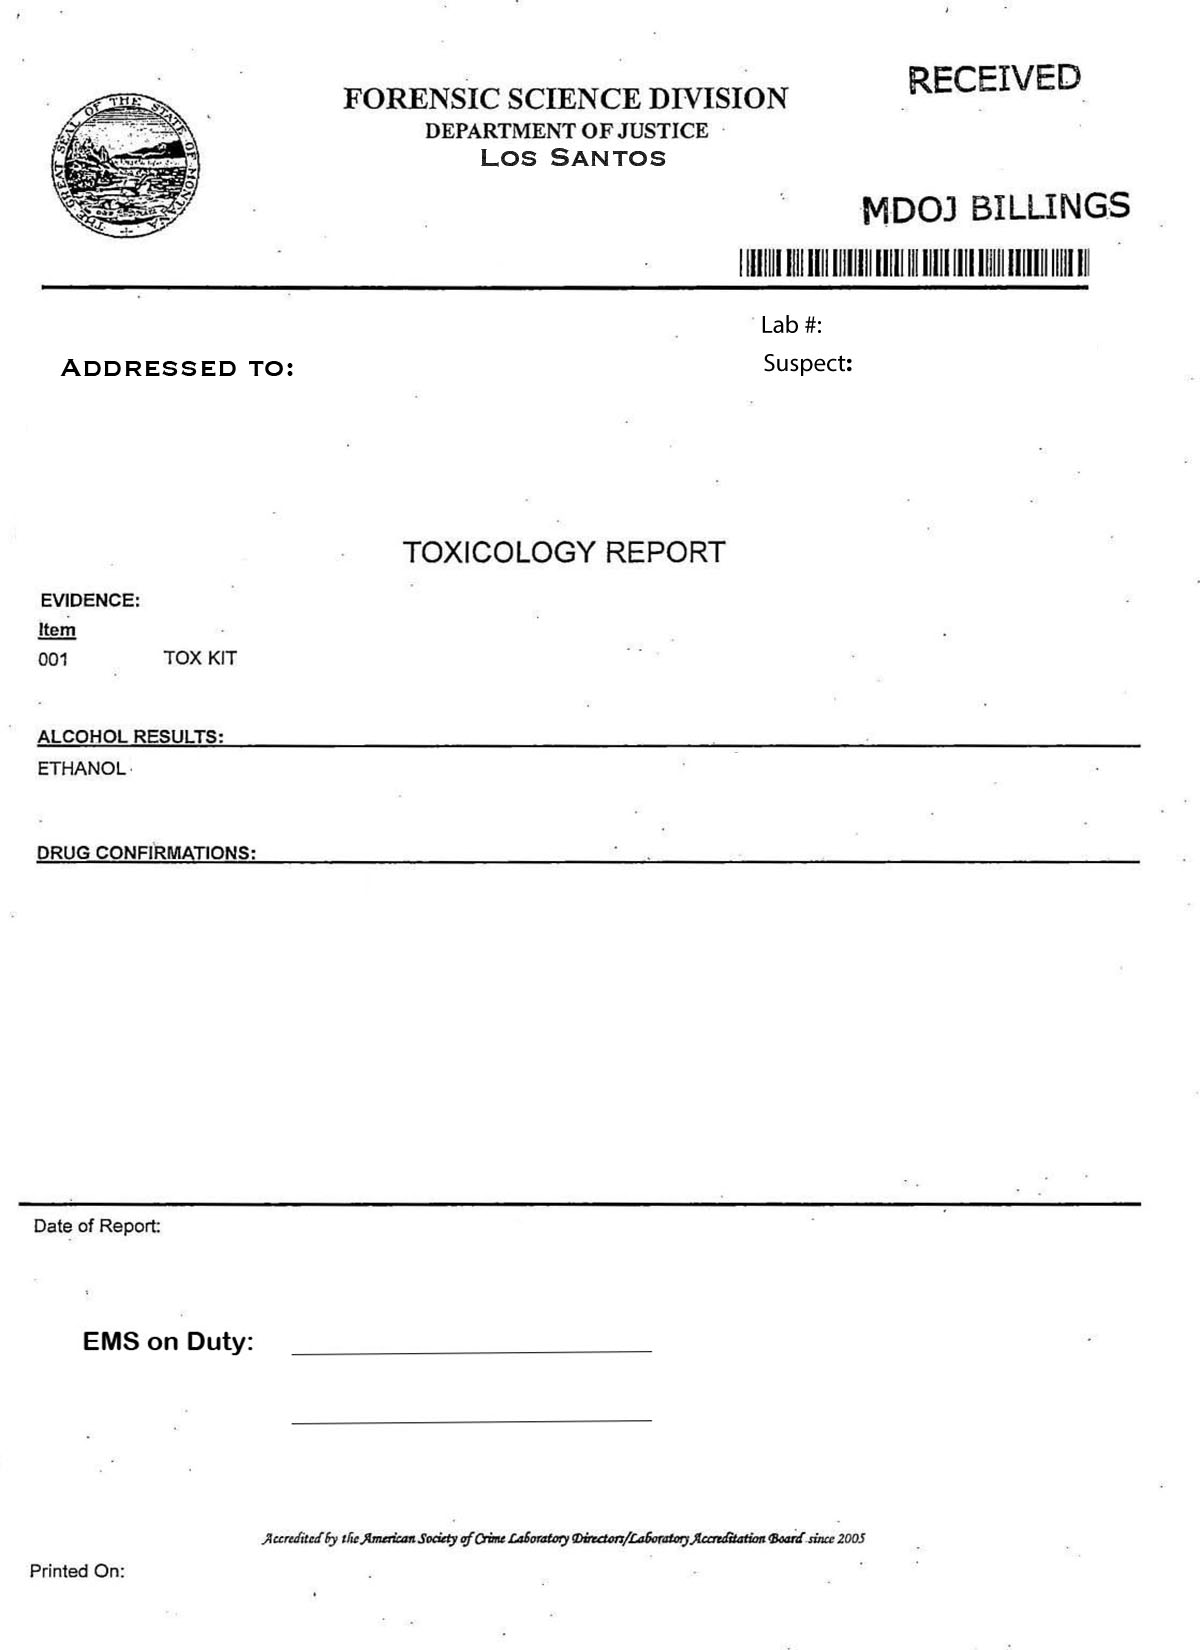 THE GREAT SEAL OF THE STATE OF MONTANA
FORENSIC SCIENCE DIVISION
DEPARTMENT OF JUSTICE
LOS SANTOS
RECEIVED
MDOJ BILLINGS
Lab #:
Suspect:
ADDRESSED TO:
TOXICOLOGY REPORT
EVIDENCE:
Item
001 TOX KIT
ALCOHOL RESULTS:
ETHANOL
DRUG CONFIRMATIONS:
Date of Report:
EMS on Duty:
Accredited by the American Society of Crime Laboratory Directors/Laboratory Accreditation Board since 2005
Printed On: